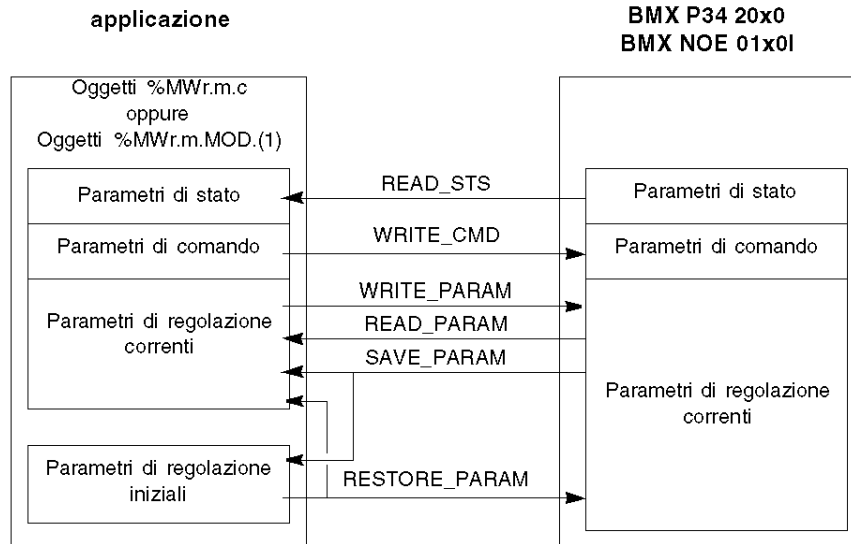 applicazione
BMX P34 20x0
BMX NOE 01x0I
Oggetti %MWr.m.c
oppure
Oggetti %MWr.m.MOD.(1)
Parametri di stato
READ_STS
Parametri di stato
Parametri di comando
WRITE_CMD
Parametri di comando
WRITE_PARAM
Parametri di regolazione
correnti
READ_PARAM
SAVE_PARAM
Parametri di regolazione
correnti
Parametri di regolazione
iniziali
RESTORE_PARAM